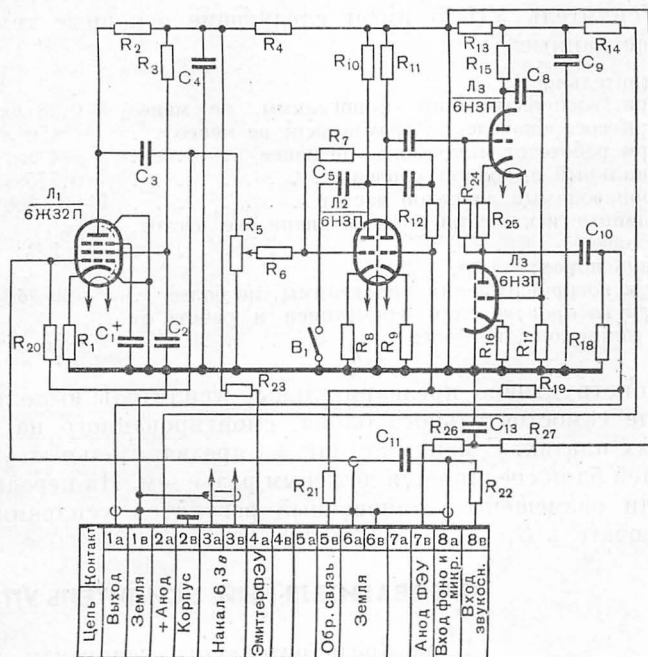 R2
R4
R13
R14
R3
C4
R10
R11
R15
C8
C9
Л3
6Н3П
C3
R7
C5
R24
Л1
6Ж32П
Л2
6Н3П
R12
R25
C10
R5
R6
Л3
6Н3П
R20
R1
C1
+
C2
В1
R8
R9
R16
R17
R18
R23
R19
C11
R26
C13
R27
R21
R22
Цепь
Контакт
Выход
1а
Земля
1в
+Анод
2а
Корпус
2в
Накал 6,3в
3а
3в
Эмиттер ФЭУ
4а
4в
5а
Обр. связь
5в
6а
Земля
6в
7а
Анод ФЭУ
7в
Вход фоно и микр.
8а
Вход звукосн.
8в